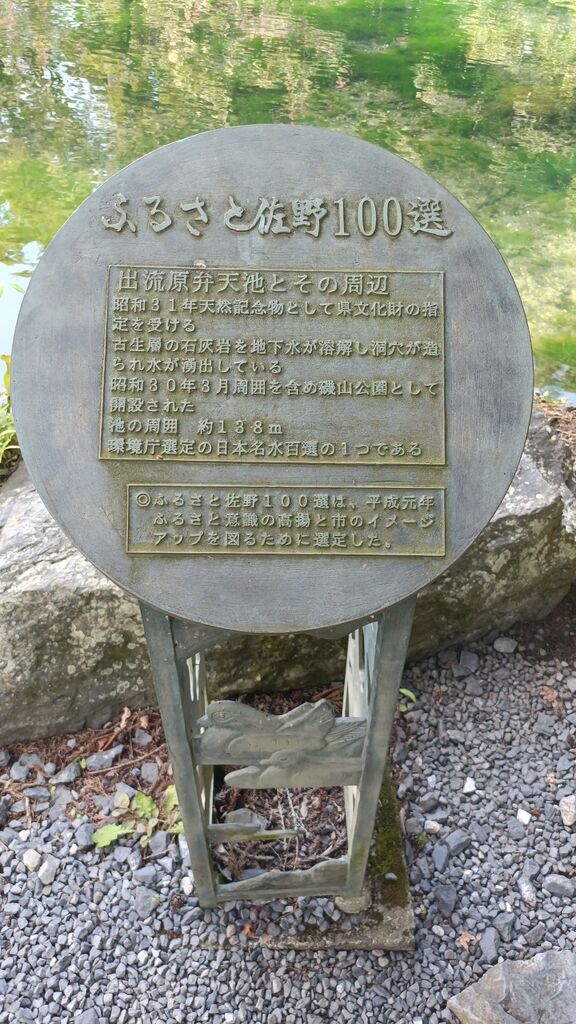 ふるさと佐野100選
出流原弁天池とその周辺
昭和31年天然記念物として県文化財の指
定を受ける
古生層の石灰岩を地下水が溶解し洞穴が造
られ水が湧出している
昭和30年3月周囲を含め磯山公園として
開設された
池の周囲 約138m
環境庁選定の日本名水百選の1つである
◎ふるさと佐野100選は、平成元年
ふるさと意識の高揚と市のイメージ
アップを図るために選定した。